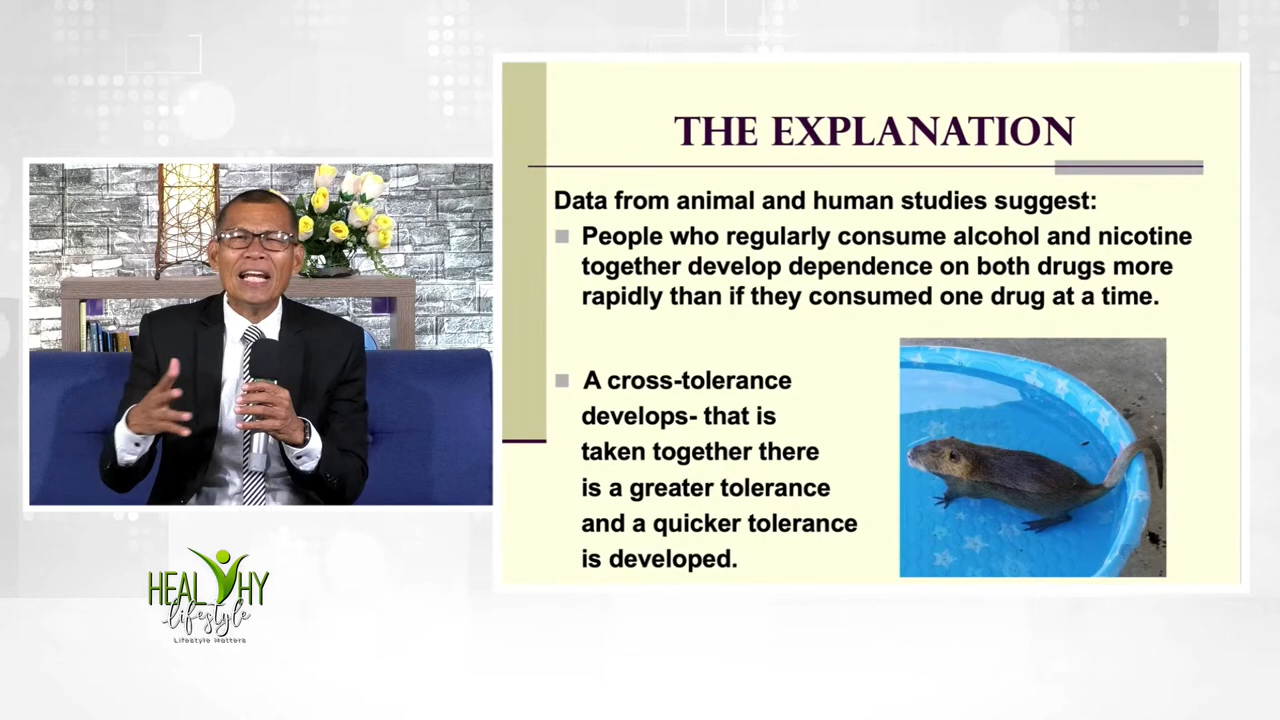 THE EXPLANATION
Data from animal and human studies suggest:
People who regularly consume alcohol and nicotine
together develop dependence on both drugs more
rapidly than if they consumed one drug at a time.
A cross-tolerance
develops- that is
taken together there
is a greater tolerance
and a quicker tolerance
is developed.
HEALTHY
lifestyle
Lifestyle Matters